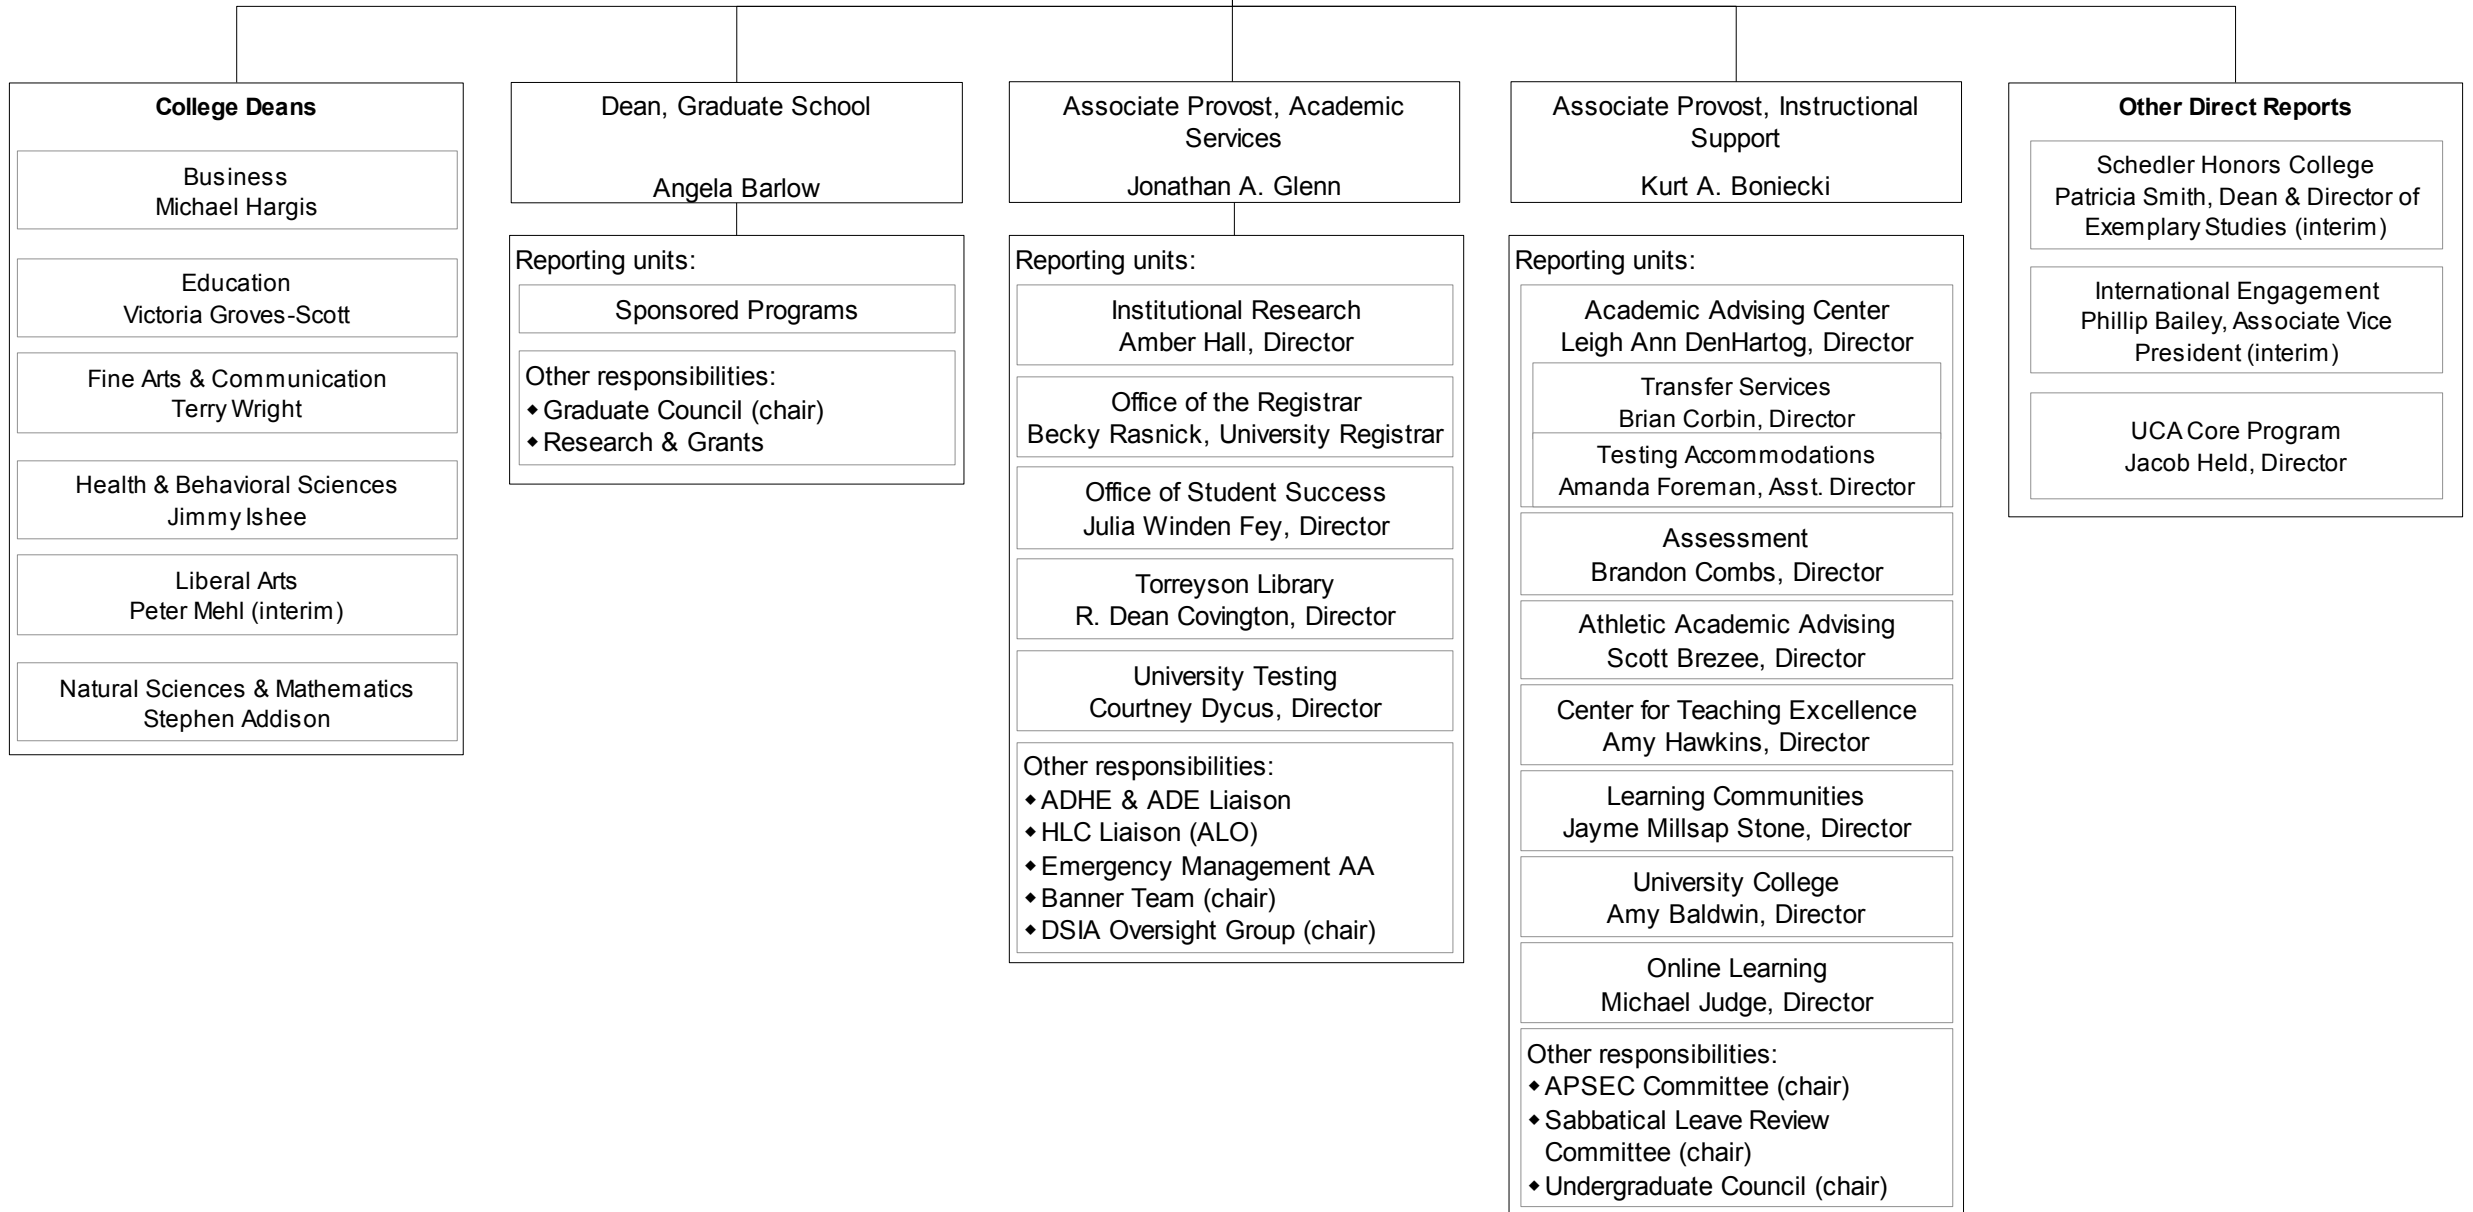 College Deans
Business
Michael Hargis
Education
Victoria Groves-Scott
Fine Arts & Communication
Terry Wright
Health & Behavioral Sciences
Jimmy Ishee
Liberal Arts
Peter Mehl (interim)
Natural Sciences & Mathematics
Stephen Addison
Dean, Graduate School
Angela Barlow
Reporting units:
Sponsored Programs
Other responsibilities:
◆ Graduate Council (chair)
◆ Research & Grants
Associate Provost, Academic
Services
Jonathan A. Glenn
Reporting units:
Institutional Research
Amber Hall, Director
Office of the Registrar
Becky Rasnick, University Registrar
Office of Student Success
Julia Winden Fey, Director
Torreyson Library
R. Dean Covington, Director
University Testing
Courtney Dycus, Director
Other responsibilities:
◆ ADHE & ADE Liaison
◆ HLC Liaison (ALO)
◆ Emergency Management AA
◆ Banner Team (chair)
◆ DSIA Oversight Group (chair)
Associate Provost, Instructional
Support
Kurt A. Boniecki
Reporting units:
Academic Advising Center
Leigh Ann DenHartog, Director
Transfer Services
Brian Corbin, Director
Testing Accommodations
Amanda Foreman, Asst. Director
Assessment
Brandon Combs, Director
Athletic Academic Advising
Scott Brezee, Director
Center for Teaching Excellence
Amy Hawkins, Director
Learning Communities
Jayme Millsap Stone, Director
University College
Amy Baldwin, Director
Online Learning
Michael Judge, Director
Other responsibilities:
◆ APSEC Committee (chair)
◆ Sabbatical Leave Review
Committee (chair)
◆ Undergraduate Council (chair)
Other Direct Reports
Schedler Honors College
Patricia Smith, Dean & Director of
Exemplary Studies (interim)
International Engagement
Phillip Bailey, Associate Vice
President (interim)
UCA Core Program
Jacob Held, Director